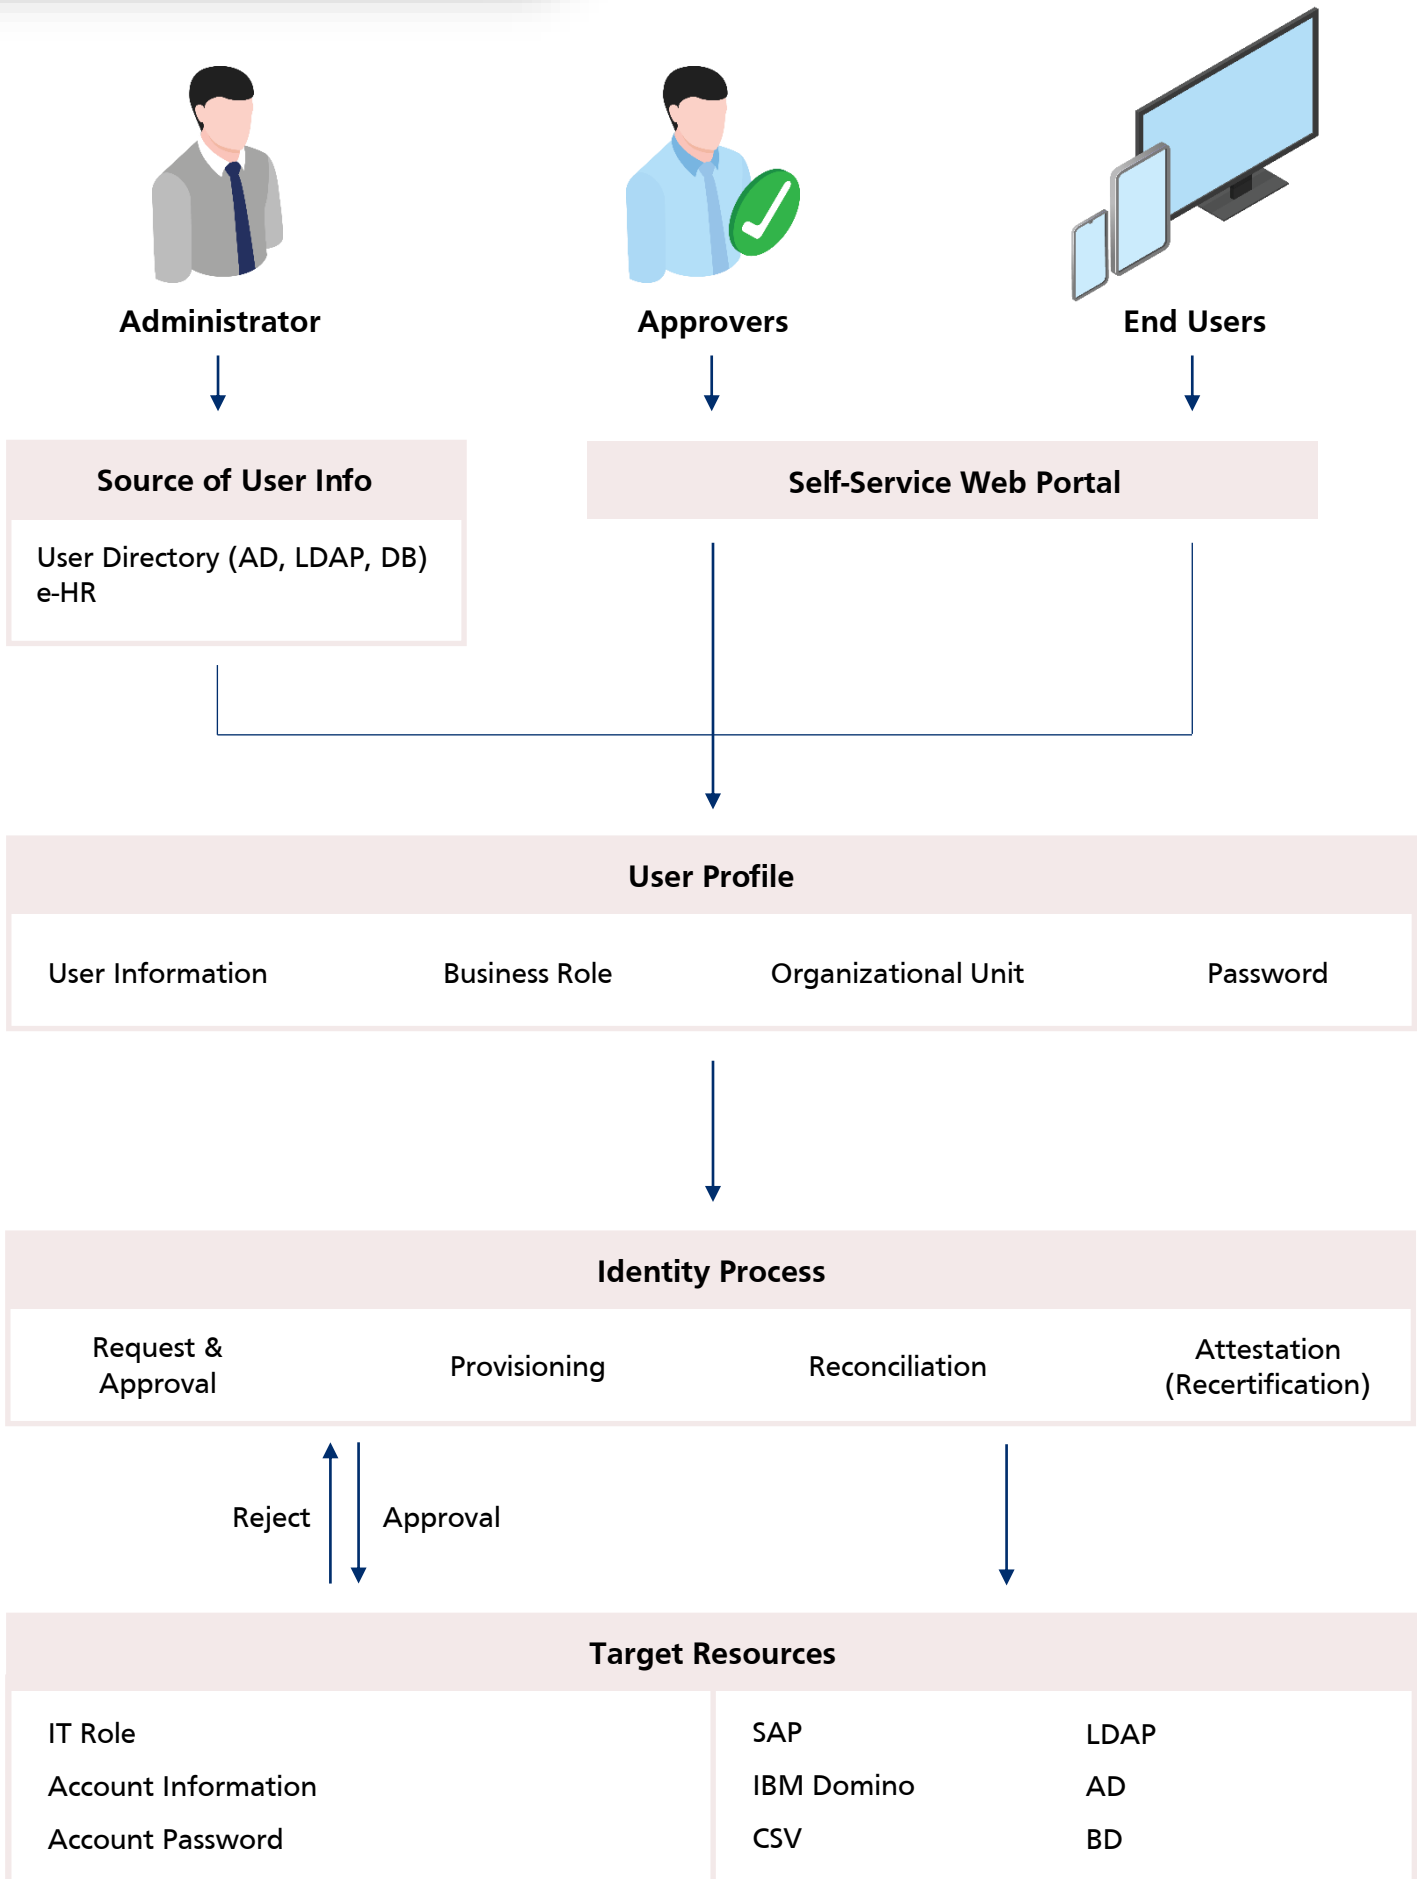 Administrator
Approvers
End Users
Source of User Info
User Directory (AD, LDAP, DB)
e-HR
Self-Service Web Portal
User Profile
User Information
Business Role
Organizational Unit
Password
Identity Process
Request &
Approval
Provisioning
Reconciliation
Attestation
(Recertification)
Reject
Approval
Target Resources
IT Role
Account Information
Account Password
SAP
IBM Domino
CSV
LDAP
AD
BD